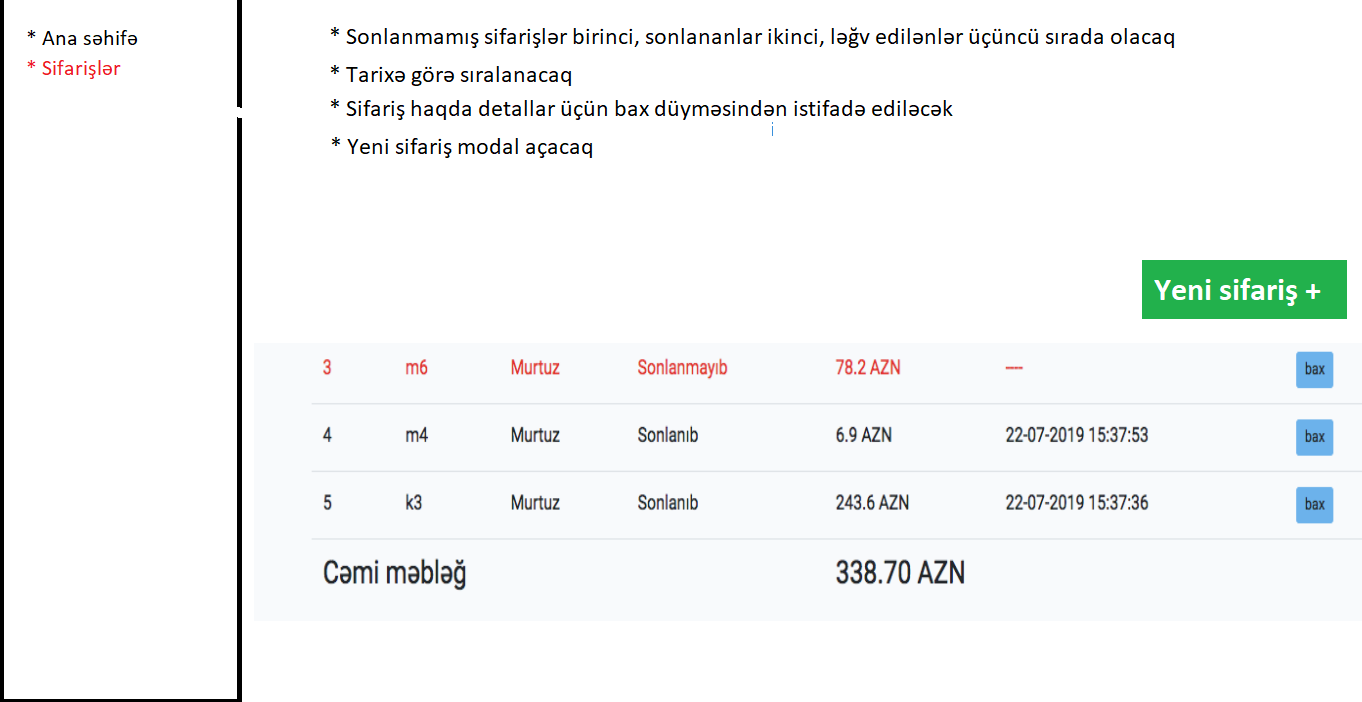 * Ana səhifə
* Sifarişlər
* Sonlanmamış sifarişlər birinci, sonlananlar ikinci, ləğv edilənlər üçüncü sırada olacaq
* Tarixə görə sıralanacaq
* Sifariş haqda detallar üçün bax düyməsindən istifadə ediləcək
i
* Yeni sifariş modal açacaq
Yeni sifariş +
3 m6 Murtuz Sonlanmayıb 78.2 AZN ---- bax
4 m4 Murtuz Sonlanıb 6.9 AZN 22-07-2019 15:37:53 bax
5 k3 Murtuz Sonlanıb 243.6 AZN 22-07-2019 15:37:36 bax
Cəmi məbləğ 338.70 AZN